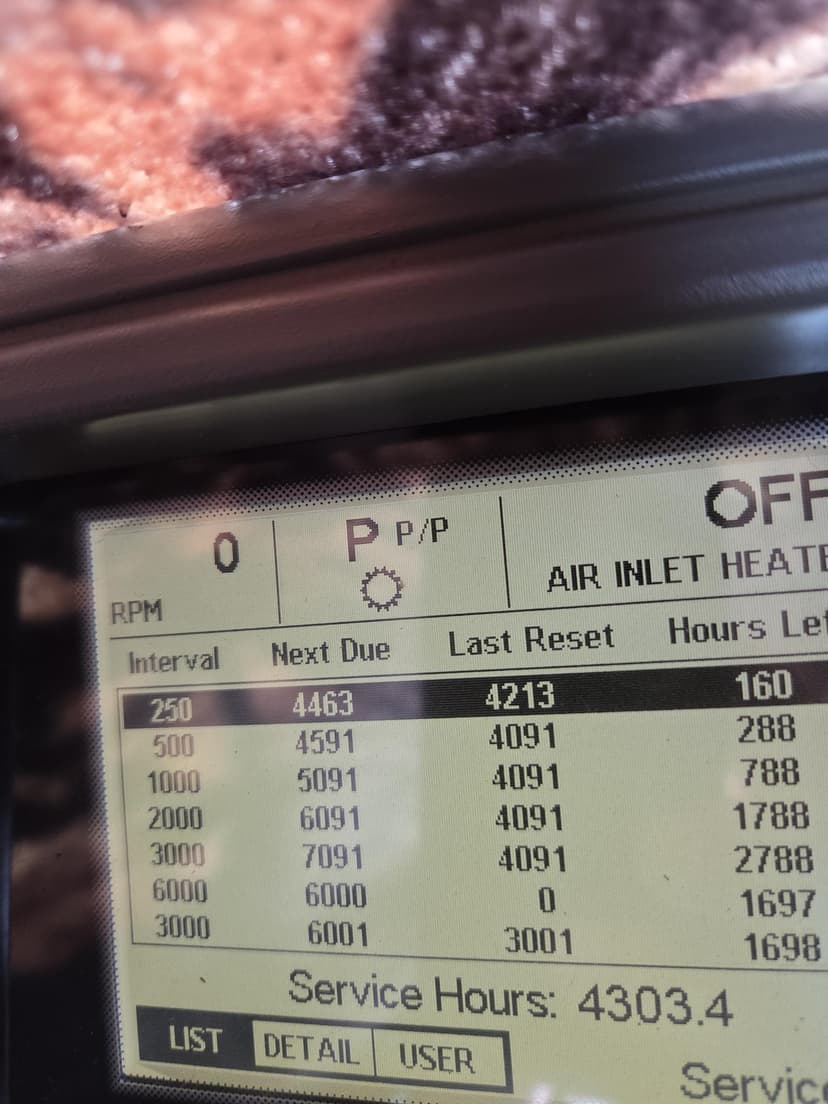 0 P P/P OFF
RPM AIR INLET HEATE
Interval Next Due Last Reset Hours Lef
250 4463 4213 160
500 4591 4091 288
1000 5091 4091 788
2000 6091 4091 1788
3000 7091 4091 2788
6000 6000 0 1697
3000 6001 3001 1698
Service Hours: 4303.4
LIST DETAIL USER
Servic